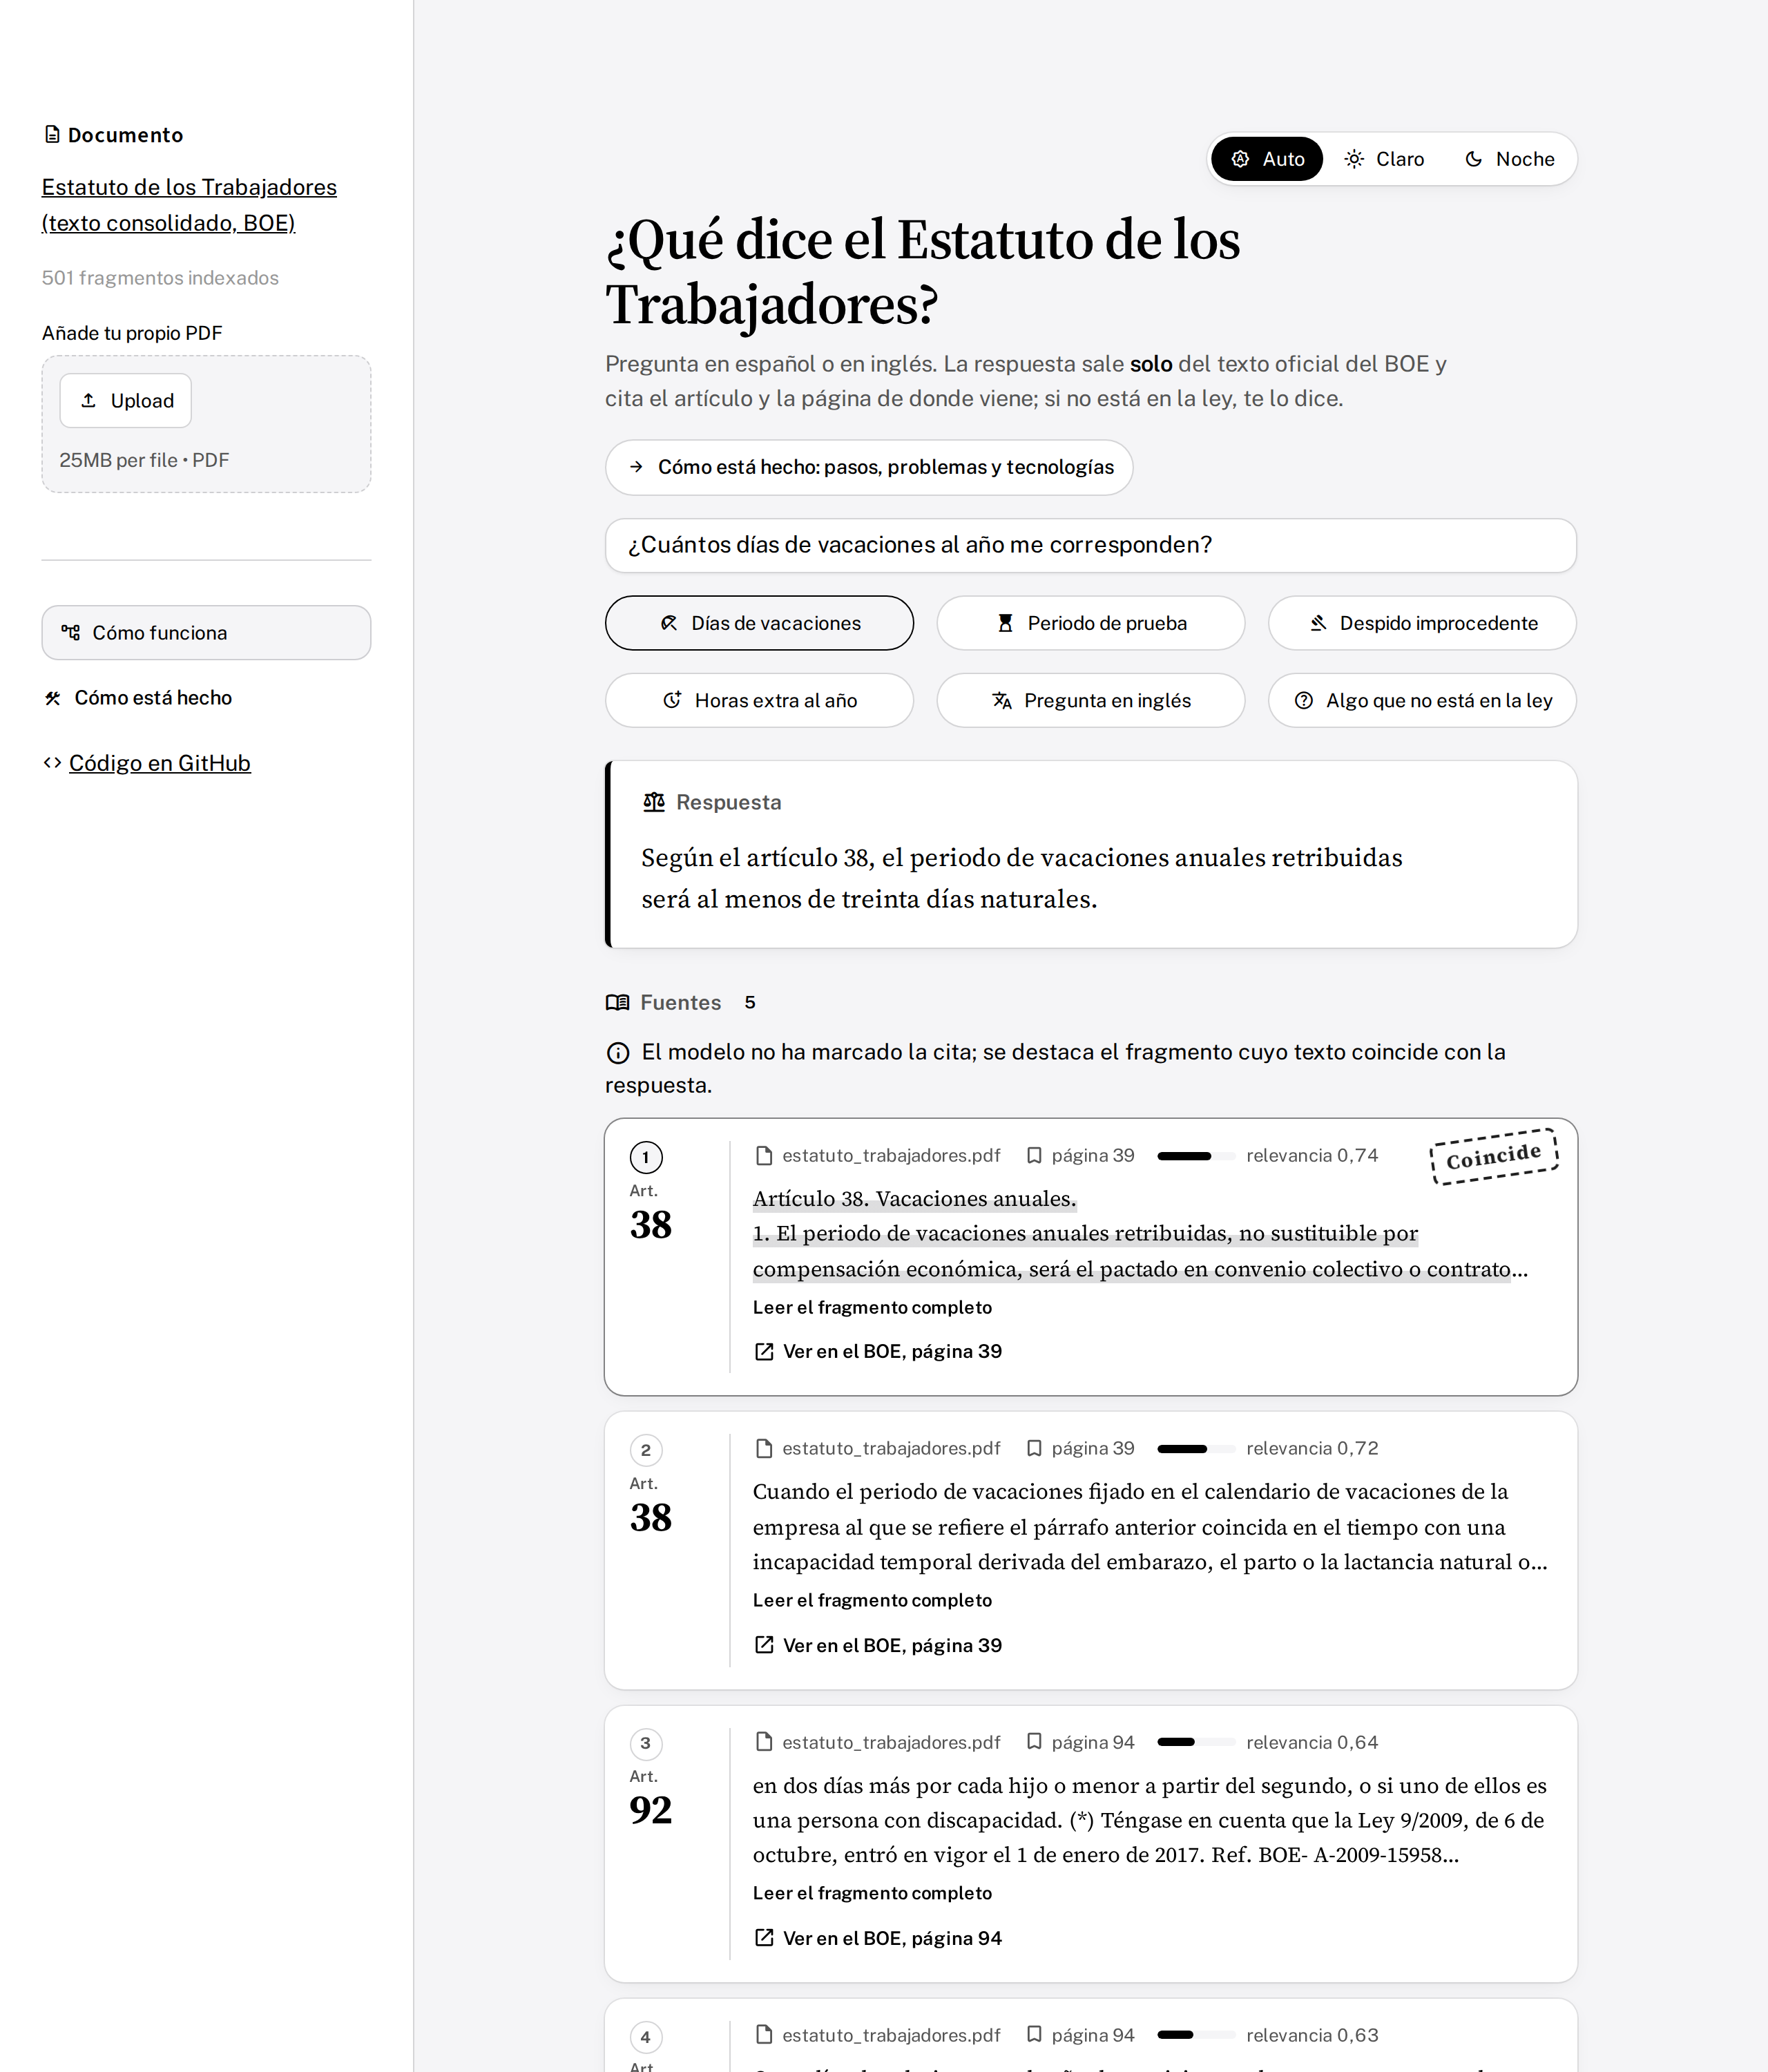 Documento
Estatuto de los Trabajadores
(texto consolidado, BOE)
501 fragmentos indexados
Añade tu propio PDF
Upload
25MB per file • PDF
Cómo funciona
Cómo está hecho
Código en GitHub
Auto
Claro
Noche
¿Qué dice el Estatuto de los
Trabajadores?
Pregunta en español o en inglés. La respuesta sale solo del texto oficial del BOE y
cita el artículo y la página de donde viene; si no está en la ley, te lo dice.
Cómo está hecho: pasos, problemas y tecnologías
¿Cuántos días de vacaciones al año me corresponden?
Días de vacaciones
Periodo de prueba
Despido improcedente
Horas extra al año
Pregunta en inglés
Algo que no está en la ley
Respuesta
Según el artículo 38, el periodo de vacaciones anuales retribuidas
será al menos de treinta días naturales.
Fuentes 5
El modelo no ha marcado la cita; se destaca el fragmento cuyo texto coincide con la
respuesta.
1
Art.
38
estatuto_trabajadores.pdf página 39 relevancia 0,74
Coincide
Artículo 38. Vacaciones anuales.
1. El periodo de vacaciones anuales retribuidas, no sustituible por
compensación económica, será el pactado en convenio colectivo o contrato...
Leer el fragmento completo
Ver en el BOE, página 39
2
Art.
38
estatuto_trabajadores.pdf página 39 relevancia 0,72
Cuando el periodo de vacaciones fijado en el calendario de vacaciones de la
empresa al que se refiere el párrafo anterior coincida en el tiempo con una
incapacidad temporal derivada del embarazo, el parto o la lactancia natural o...
Leer el fragmento completo
Ver en el BOE, página 39
3
Art.
92
estatuto_trabajadores.pdf página 94 relevancia 0,64
en dos días más por cada hijo o menor a partir del segundo, o si uno de ellos es
una persona con discapacidad. (*) Téngase en cuenta que la Ley 9/2009, de 6 de
octubre, entró en vigor el 1 de enero de 2017. Ref. BOE- A-2009-15958...
Leer el fragmento completo
Ver en el BOE, página 94
4
Art.
estatuto_trabajadores.pdf página 94 relevancia 0,63